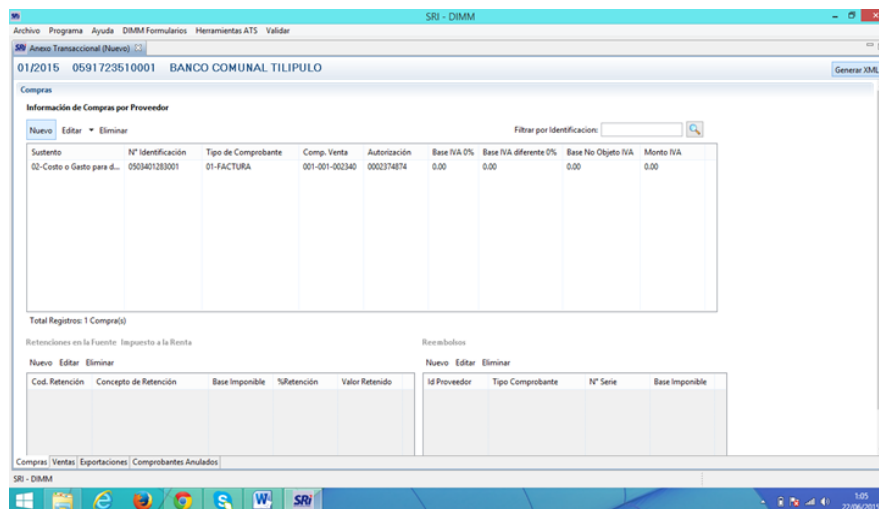 SRI - DIMM
Archivo Programa Ayuda DIMM Formularios Herramientas ATS Validar
SRi Anexo Transaccional (Nuevo)
01/2015 0591723510001 BANCO COMUNAL TILIPULO Generar XML
Compras
Información de Compras por Proveedor
Nuevo Editar Eliminar Filtrar por Identificacion:
Sustento N° Identificación Tipo de Comprobante Comp. Venta Autorización Base IVA 0% Base IVA diferente 0% Base No Objeto IVA Monto IVA
02-Costo o Gasto para d... 0503401283001 01-FACTURA 001-001-002340 0002374874 0.00 0.00 0.00 0.00
Total Registros: 1 Compra(s)
Retenciones en la Fuente Impuesto a la Renta Reembolsos
Nuevo Editar Eliminar Nuevo Editar Eliminar
Cod. Retención Concepto de Retención Base Imponible %Retención Valor Retenido Id Proveedor Tipo Comprobante N° Serie Base Imponible
Compras Ventas Exportaciones Comprobantes Anulados
SRI - DIMM
SRi 1:05
22/06/2015